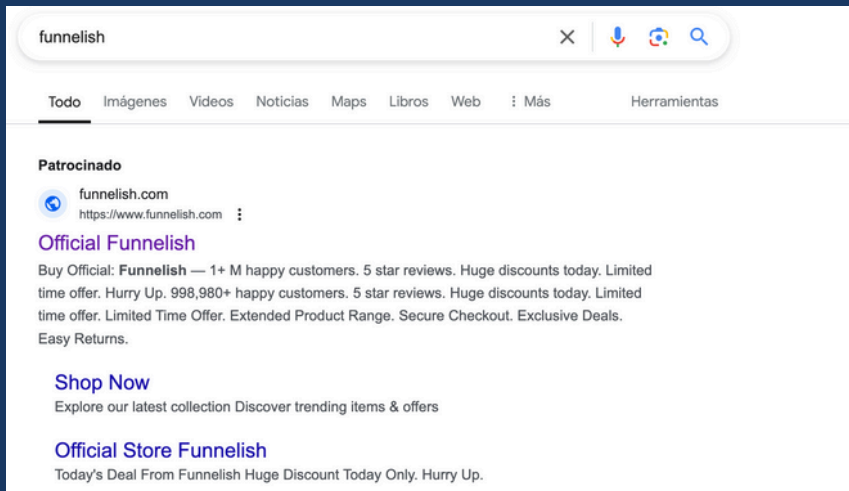 funnelish
Todo Imágenes Videos Noticias Maps Libros Web Más Herramientas
Patrocinado
funnelish.com
https://www.funnelish.com
Official Funnelish
Buy Official: Funnelish — 1+ M happy customers. 5 star reviews. Huge discounts today. Limited
time offer. Hurry Up. 998,980+ happy customers. 5 star reviews. Huge discounts today. Limited
time offer. Limited Time Offer. Extended Product Range. Secure Checkout. Exclusive Deals.
Easy Returns.
Shop Now
Explore our latest collection Discover trending items & offers
Official Store Funnelish
Today's Deal From Funnelish Huge Discount Today Only. Hurry Up.